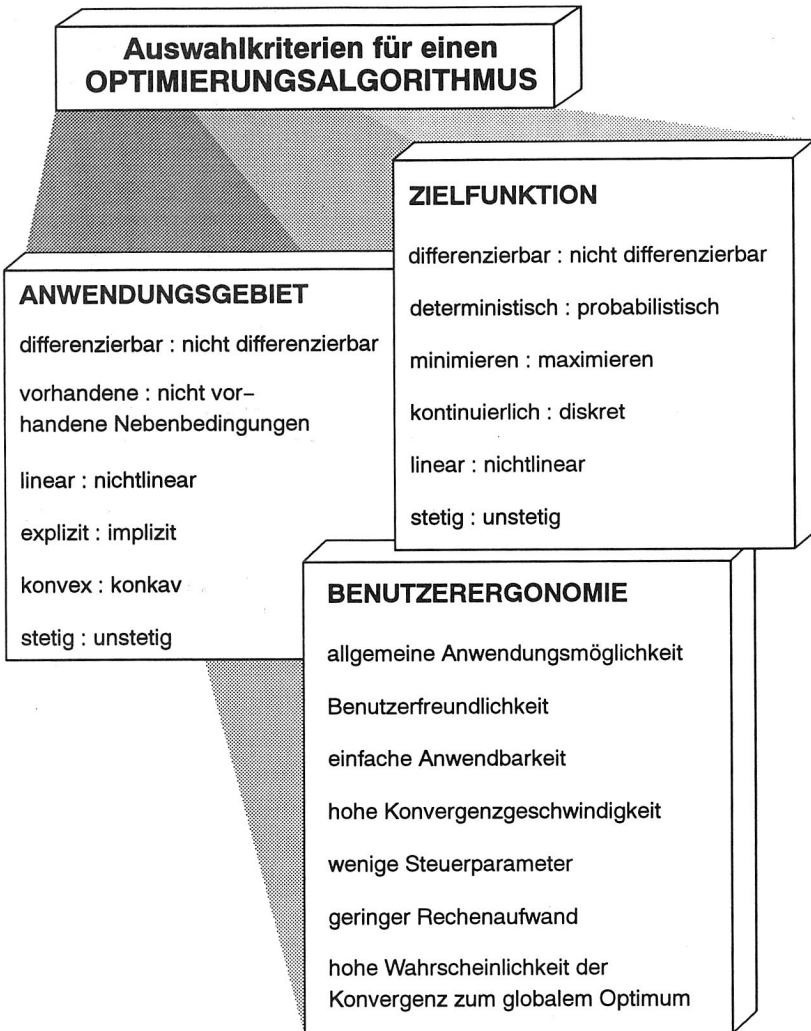 Auswahlkriterien für einen
OPTIMIERUNGSALGORITHMUS
ZIELFUNKTION
differenzierbar : nicht differenzierbar
deterministisch : probabilistisch
minimieren : maximieren
kontinuierlich : diskret
linear : nichtlinear
stetig : unstetig
ANWENDUNGSGEBIET
differenzierbar : nicht differenzierbar
vorhandene : nicht vor–
handene Nebenbedingungen
linear : nichtlinear
explizit : implizit
konvex : konkav
stetig : unstetig
BENUTZERERGONOMIE
allgemeine Anwendungsmöglichkeit
Benutzerfreundlichkeit
einfache Anwendbarkeit
hohe Konvergenzgeschwindigkeit
wenige Steuerparameter
geringer Rechenaufwand
hohe Wahrscheinlichkeit der
Konvergenz zum globalem Optimum